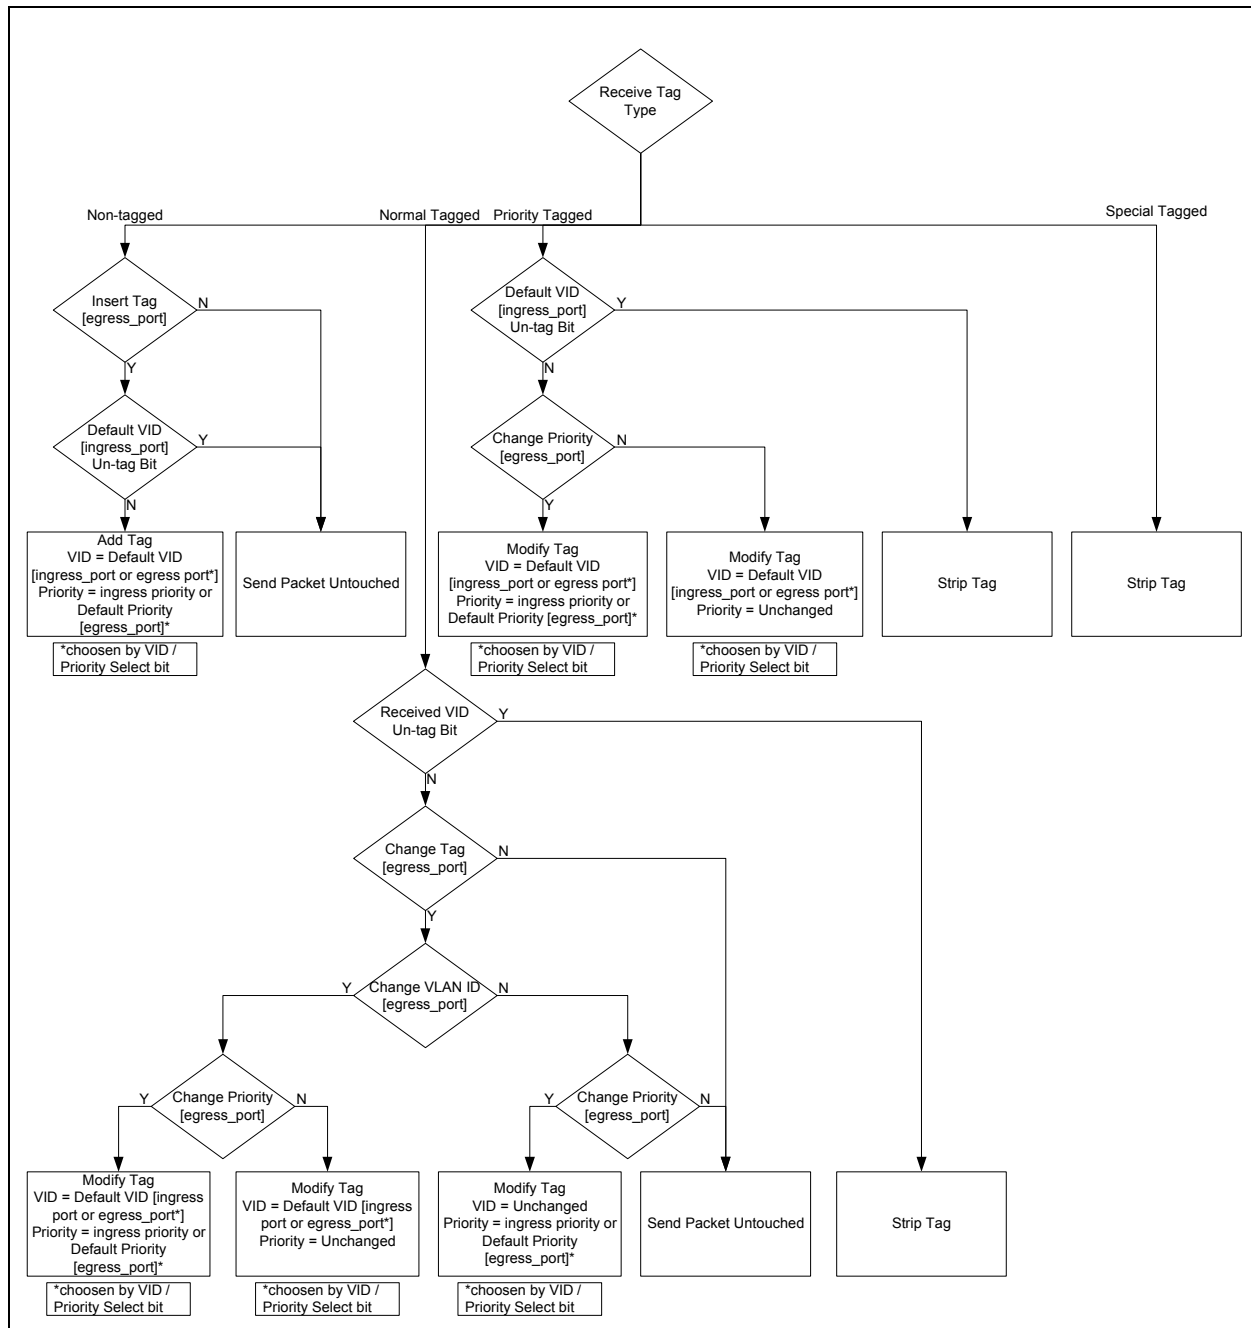 Receive Tag
Type
Non-tagged
Normal Tagged
Priority Tagged
Special Tagged
Insert Tag
[egress_port]
N
Y
Default VID
[ingress_port]
Un-tag Bit
Y
N
Default VID
[ingress_port]
Un-tag Bit
Y
N
Change Priority
[egress_port]
N
Y
Add Tag
VID = Default VID
[ingress_port or egress port*]
Priority = ingress priority or
Default Priority
[egress_port]*
*choosen by VID /
Priority Select bit
Send Packet Untouched
Modify Tag
VID = Default VID
[ingress_port or egress port*]
Priority = ingress priority or
Default Priority [egress_port]*
*choosen by VID /
Priority Select bit
Modify Tag
VID = Default VID
[ingress_port or egress port*]
Priority = Unchanged
*choosen by VID /
Priority Select bit
Strip Tag
Strip Tag
Received VID
Un-tag Bit
Y
N
Change Tag
[egress_port]
N
Y
Change VLAN ID
[egress_port]
Y
N
Change Priority
[egress_port]
Y
N
Change Priority
[egress_port]
Y
N
Modify Tag
VID = Default VID [ingress
port or egress_port*]
Priority = ingress priority or
Default Priority
[egress_port]*
*choosen by VID /
Priority Select bit
Modify Tag
VID = Default VID [ingress
port or egress_port*]
Priority = Unchanged
*choosen by VID /
Priority Select bit
Modify Tag
VID = Unchanged
Priority = ingress priority or
Default Priority
[egress_port]*
*choosen by VID /
Priority Select bit
Send Packet Untouched
Strip Tag